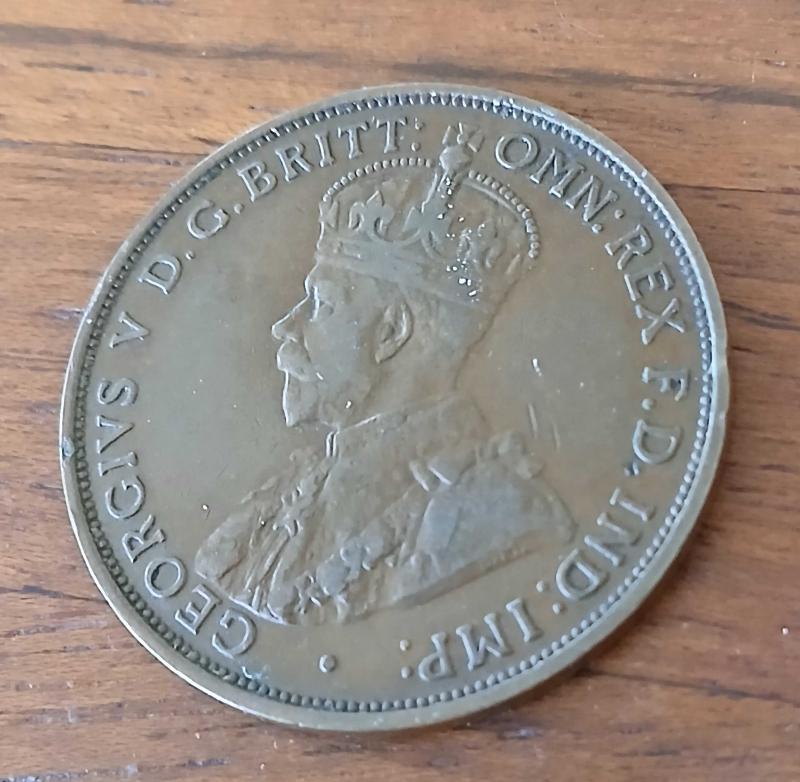 GEORGIVS V D.G.BRITT: OMN: REX F.D. IND: IMP: